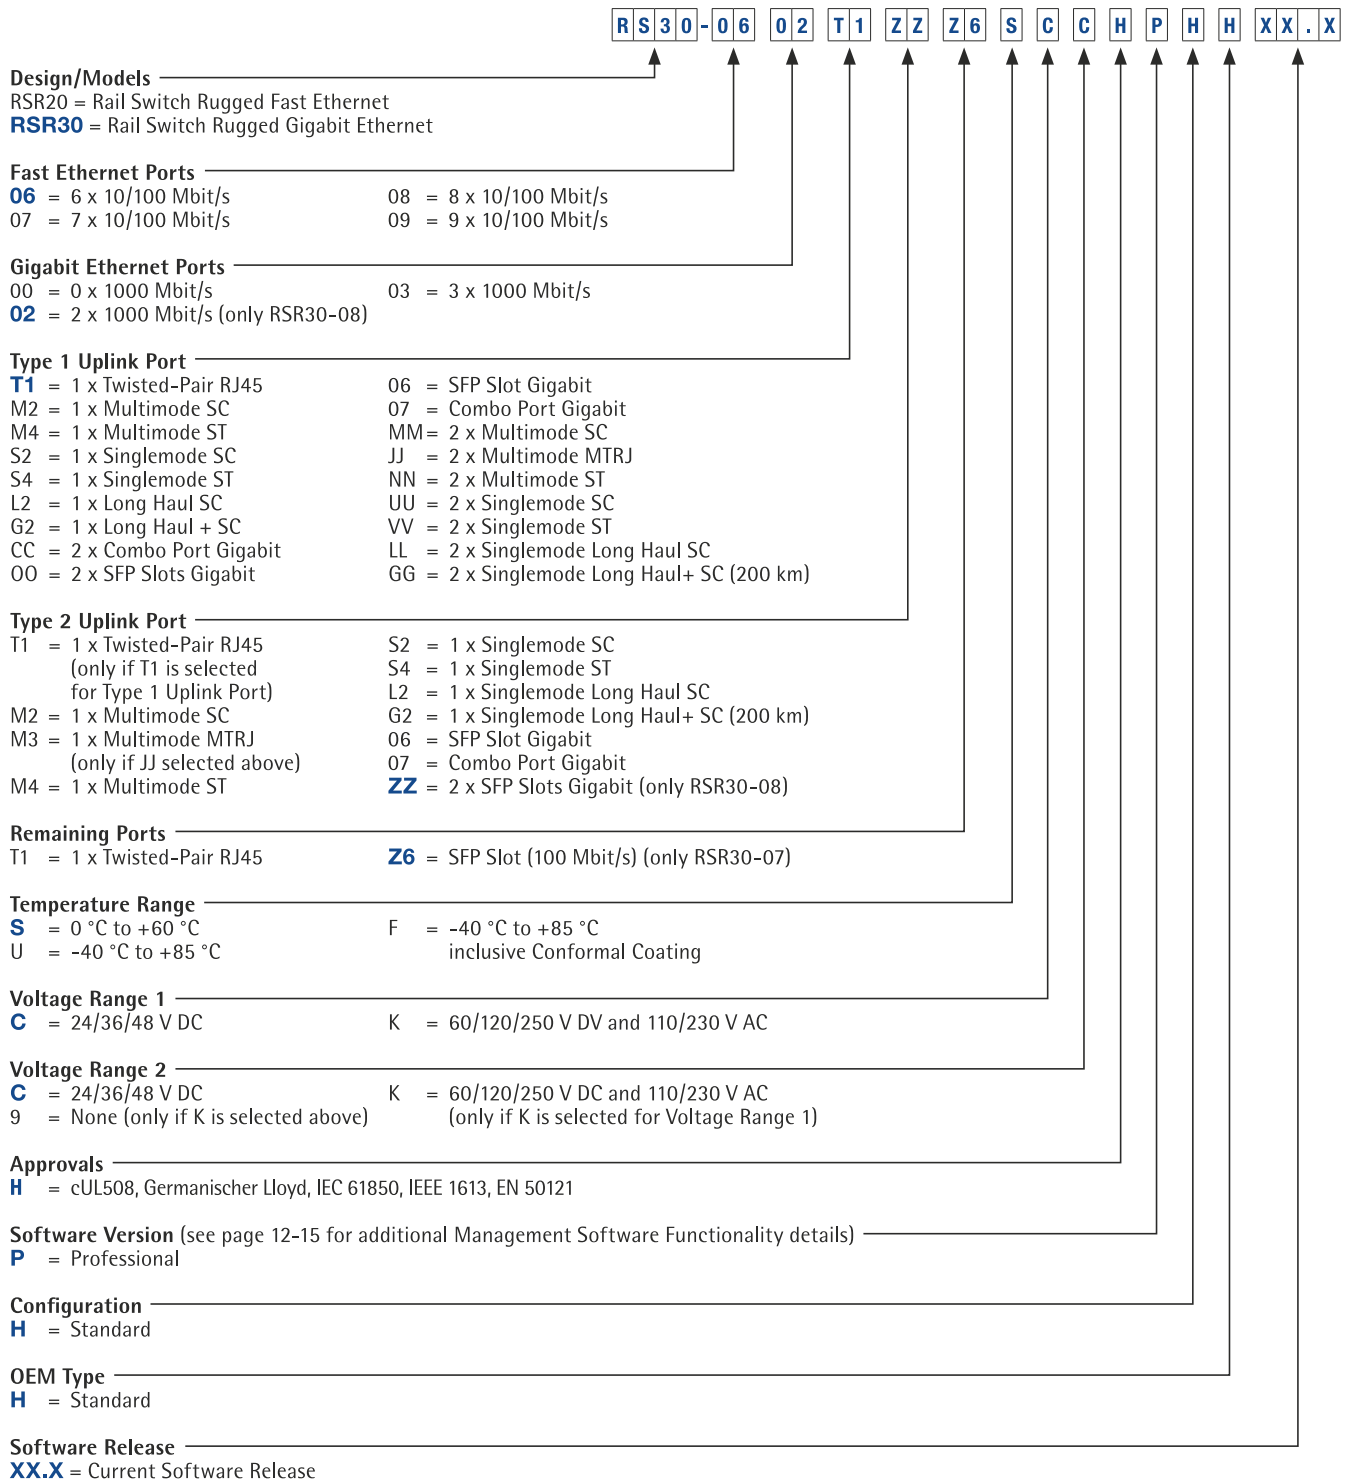 RS30-0602T1ZZZ6SCCHPHHXX.X
Design/Models
RSR20 = Rail Switch Rugged Fast Ethernet
RSR30 = Rail Switch Rugged Gigabit Ethernet
Fast Ethernet Ports
06 = 6 x 10/100 Mbit/s 08 = 8 x 10/100 Mbit/s
07 = 7 x 10/100 Mbit/s 09 = 9 x 10/100 Mbit/s
Gigabit Ethernet Ports
00 = 0 x 1000 Mbit/s 03 = 3 x 1000 Mbit/s
02 = 2 x 1000 Mbit/s (only RSR30-08)
Type 1 Uplink Port
T1 = 1 x Twisted-Pair RJ45 06 = SFP Slot Gigabit
M2 = 1 x Multimode SC 07 = Combo Port Gigabit
M4 = 1 x Multimode ST MM = 2 x Multimode SC
S2 = 1 x Singlemode SC JJ = 2 x Multimode MTRJ
S4 = 1 x Singlemode ST NN = 2 x Multimode ST
L2 = 1 x Long Haul SC UU = 2 x Singlemode SC
G2 = 1 x Long Haul + SC VV = 2 x Singlemode ST
CC = 2 x Combo Port Gigabit LL = 2 x Singlemode Long Haul SC
OO = 2 x SFP Slots Gigabit GG = 2 x Singlemode Long Haul+ SC (200 km)
Type 2 Uplink Port
T1 = 1 x Twisted-Pair RJ45 S2 = 1 x Singlemode SC
(only if T1 is selected S4 = 1 x Singlemode ST
for Type 1 Uplink Port) L2 = 1 x Singlemode Long Haul SC
M2 = 1 x Multimode SC G2 = 1 x Singlemode Long Haul+ SC (200 km)
M3 = 1 x Multimode MTRJ 06 = SFP Slot Gigabit
(only if JJ selected above) 07 = Combo Port Gigabit
M4 = 1 x Multimode ST ZZ = 2 x SFP Slots Gigabit (only RSR30-08)
Remaining Ports
T1 = 1 x Twisted-Pair RJ45 Z6 = SFP Slot (100 Mbit/s) (only RSR30-07)
Temperature Range
S = 0 °C to +60 °C F = -40 °C to +85 °C
U = -40 °C to +85 °C inclusive Conformal Coating
Voltage Range 1
C = 24/36/48 V DC K = 60/120/250 V DV and 110/230 V AC
Voltage Range 2
C = 24/36/48 V DC K = 60/120/250 V DC and 110/230 V AC
9 = None (only if K is selected above) (only if K is selected for Voltage Range 1)
Approvals
H = cUL508, Germanischer Lloyd, IEC 61850, IEEE 1613, EN 50121
Software Version (see page 12-15 for additional Management Software Functionality details)
P = Professional
Configuration
H = Standard
OEM Type
H = Standard
Software Release
XX.X = Current Software Release